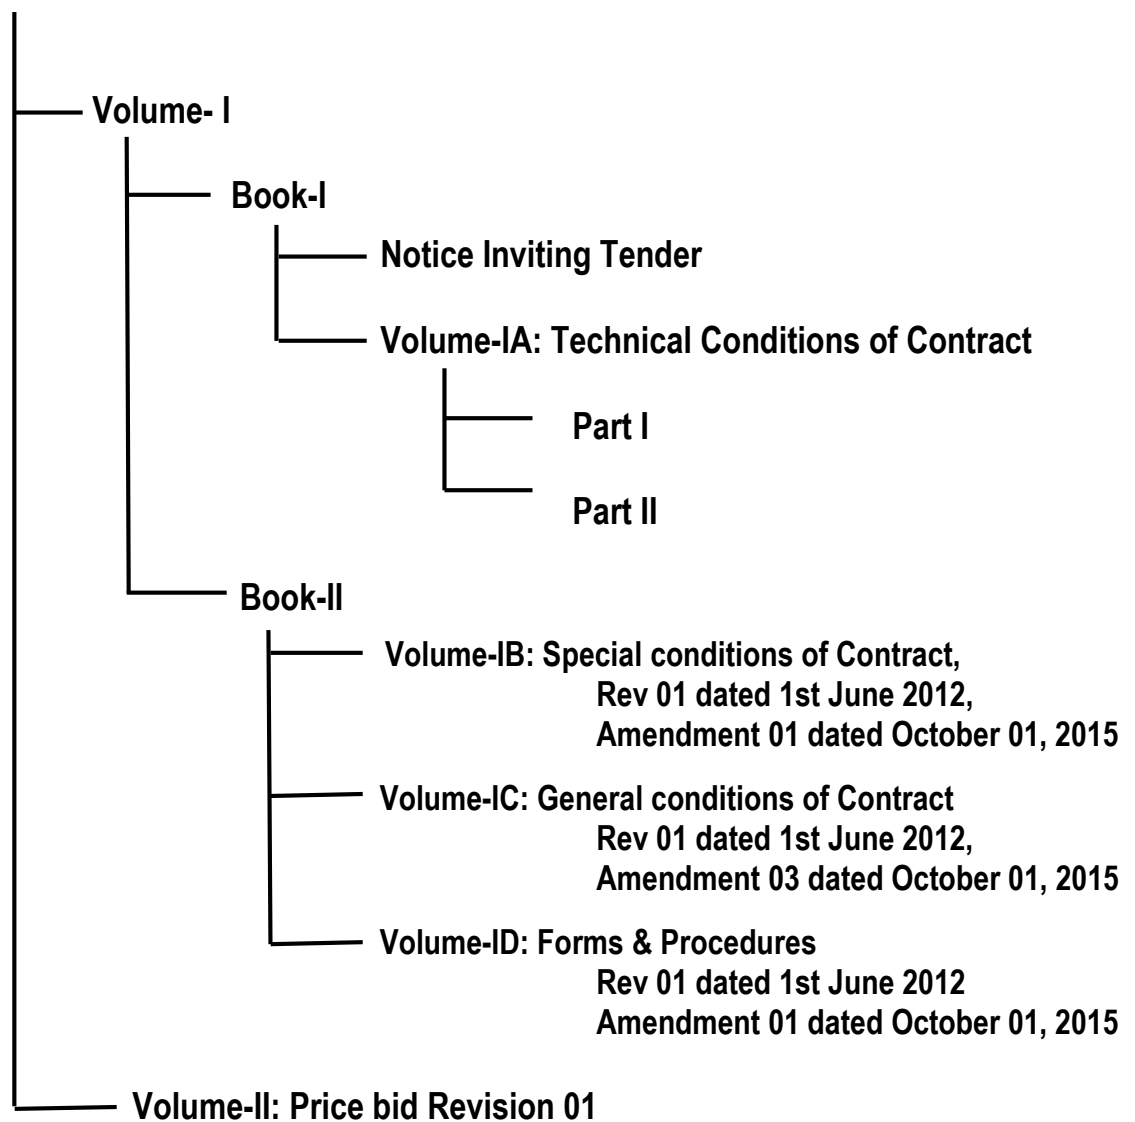 Volume- I
Book-I
Notice Inviting Tender
Volume-IA: Technical Conditions of Contract
Part I
Part II
Book-II
Volume-IB: Special conditions of Contract,
Rev 01 dated 1st June 2012,
Amendment 01 dated October 01, 2015
Volume-IC: General conditions of Contract
Rev 01 dated 1st June 2012,
Amendment 03 dated October 01, 2015
Volume-ID: Forms & Procedures
Rev 01 dated 1st June 2012
Amendment 01 dated October 01, 2015
Volume-II: Price bid Revision 01